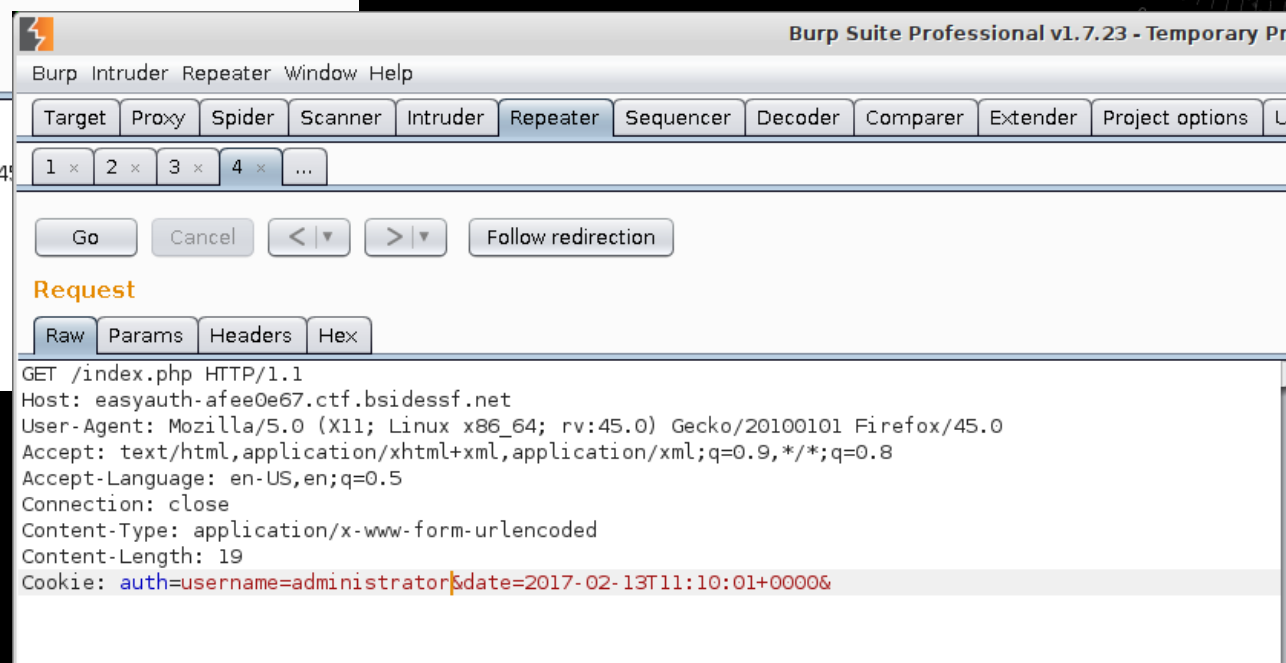 Burp Suite Professional v1.7.23 - Temporary Pr
Burp Intruder Repeater Window Help
Target Proxy Spider Scanner Intruder Repeater Sequencer Decoder Comparer Extender Project options U
1 × 2 × 3 × 4 × ...
Go Cancel < ▼ > ▼ Follow redirection
Request
Raw Params Headers Hex
GET /index.php HTTP/1.1
Host: easyauth-afee0e67.ctf.bsidessf.net
User-Agent: Mozilla/5.0 (X11; Linux x86_64; rv:45.0) Gecko/20100101 Firefox/45.0
Accept: text/html,application/xhtml+xml,application/xml;q=0.9,*/*;q=0.8
Accept-Language: en-US,en;q=0.5
Connection: close
Content-Type: application/x-www-form-urlencoded
Content-Length: 19
Cookie: auth=username=administrator&date=2017-02-13T11:10:01+0000&